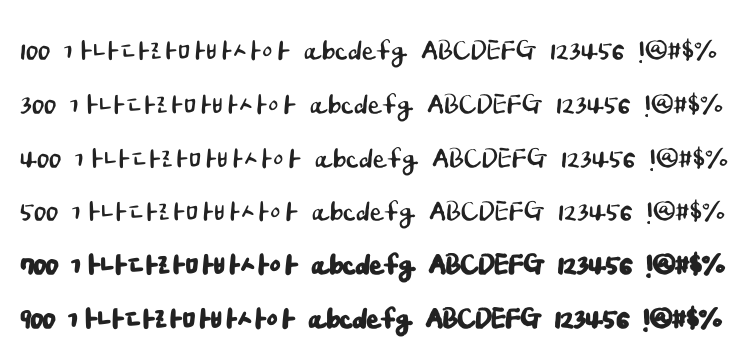 100 가나다라마바사아 abcdefg ABCDEFG 123456 !@#$%
300 가나다라마바사아 abcdefg ABCDEFG 123456 !@#$%
400 가나다라마바사아 abcdefg ABCDEFG 123456 !@#$%
500 가나다라마바사아 abcdefg ABCDEFG 123456 !@#$%
700 가나다라마바사아 abcdefg ABCDEFG 123456 !@#$%
900 가나다라마바사아 abcdefg ABCDEFG 123456 !@#$%